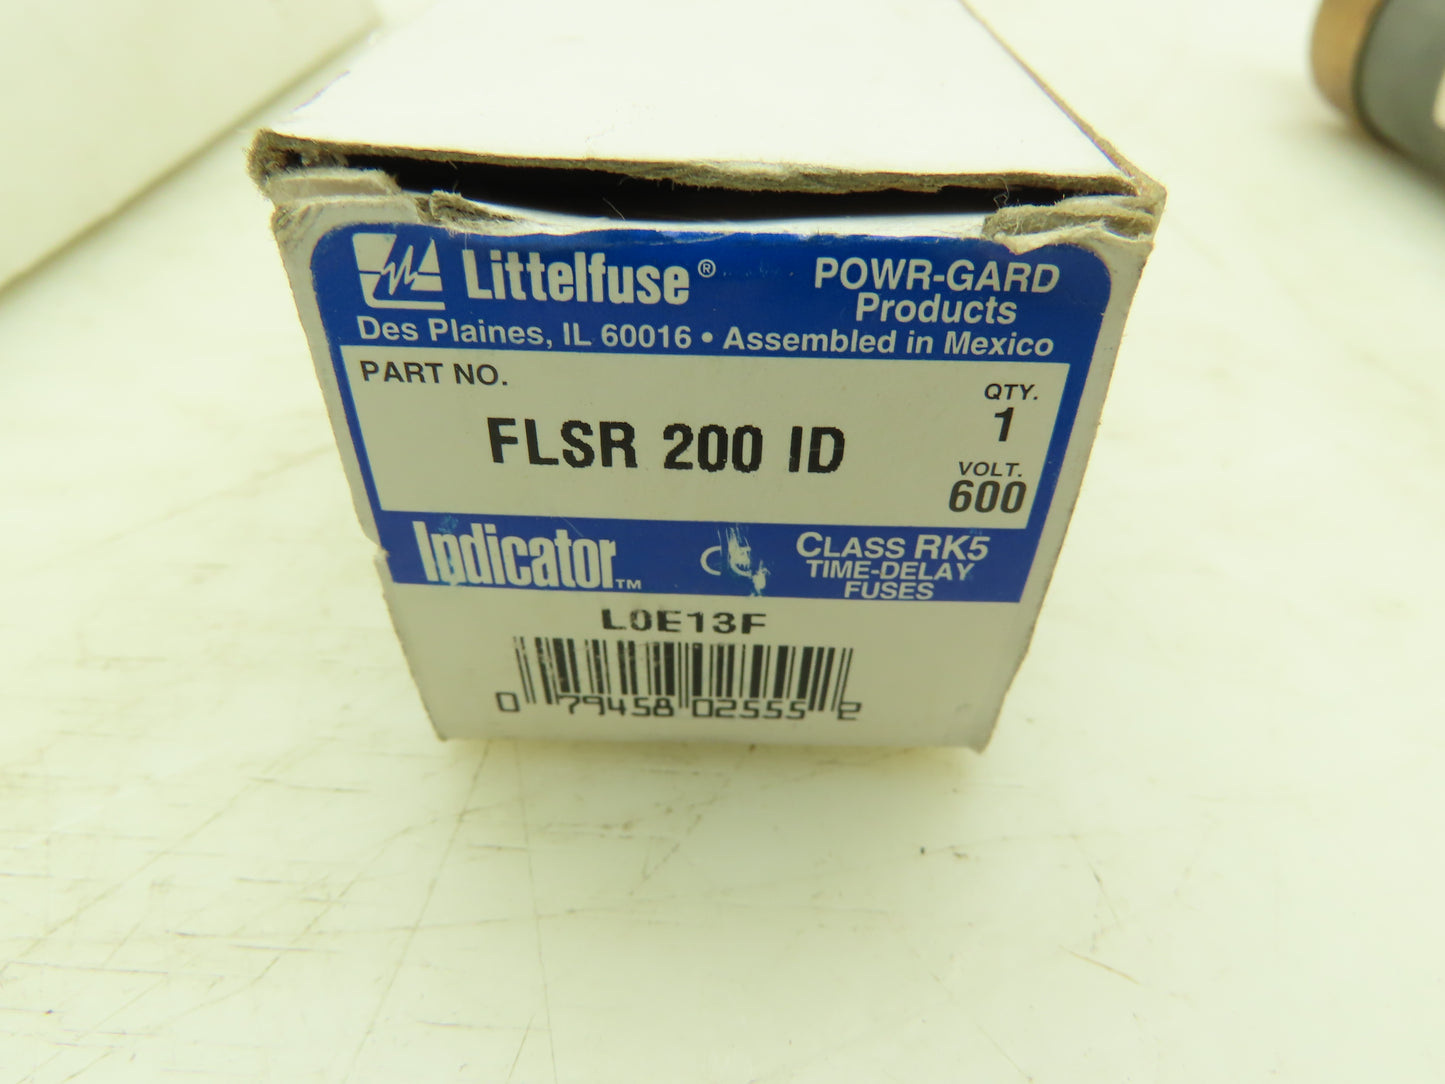 Littelfuse®
POWR-GARD
Products
Des Plaines, IL 60016 • Assembled in Mexico
PART NO.
FLSR 200 ID
QTY.
1
VOLT.
600
Indicator™
CLASS RK5
TIME-DELAY
FUSES
L0E13F
0 79458 02555 2